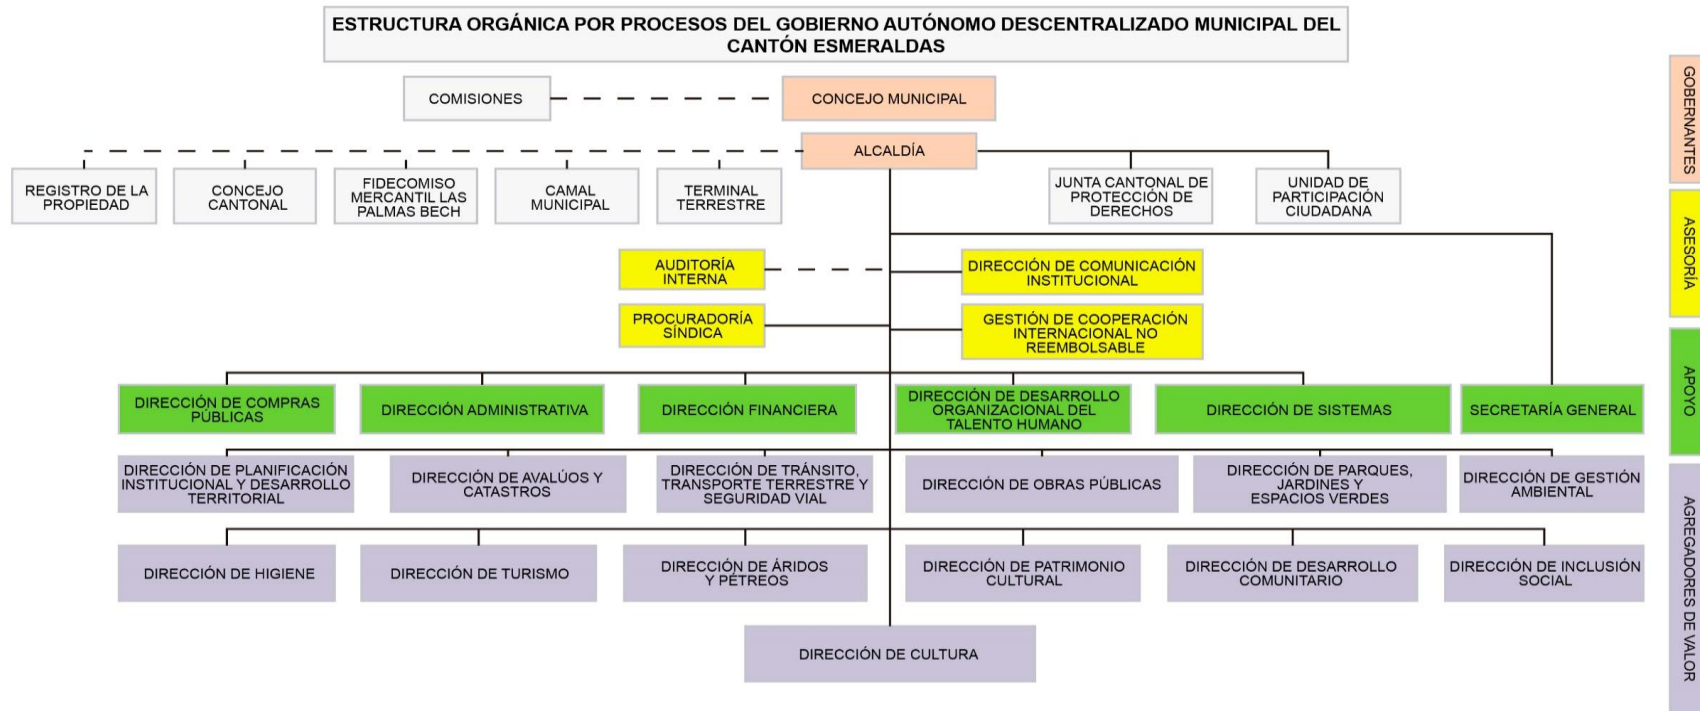 ESTRUCTURA ORGÁNICA POR PROCESOS DEL GOBIERNO AUTÓNOMO DESCENTRALIZADO MUNICIPAL DEL
CANTÓN ESMERALDAS
COMISIONES
CONCEJO MUNICIPAL
ALCALDÍA
REGISTRO DE LA
PROPIEDAD
CONCEJO
CANTONAL
FIDECOMISO
MERCANTIL LAS
PALMAS BECH
CAMAL
MUNICIPAL
TERMINAL
TERRESTRE
JUNTA CANTONAL DE
PROTECCIÓN DE
DERECHOS
UNIDAD DE
PARTICIPACIÓN
CIUDADANA
AUDITORÍA
INTERNA
DIRECCIÓN DE COMUNICACIÓN
INSTITUCIONAL
PROCURADORÍA
SÍNDICA
GESTIÓN DE COOPERACIÓN
INTERNACIONAL NO
REEMBOLSABLE
DIRECCIÓN DE COMPRAS
PÚBLICAS
DIRECCIÓN ADMINISTRATIVA
DIRECCIÓN FINANCIERA
DIRECCIÓN DE DESARROLLO
ORGANIZACIONAL DEL
TALENTO HUMANO
DIRECCIÓN DE SISTEMAS
SECRETARÍA GENERAL
DIRECCIÓN DE PLANIFICACIÓN
INSTITUCIONAL Y DESARROLLO
TERRITORIAL
DIRECCIÓN DE AVALÚOS Y
CATASTROS
DIRECCIÓN DE TRÁNSITO,
TRANSPORTE TERRESTRE Y
SEGURIDAD VIAL
DIRECCIÓN DE OBRAS PÚBLICAS
DIRECCIÓN DE PARQUES,
JARDINES Y
ESPACIOS VERDES
DIRECCIÓN DE GESTIÓN
AMBIENTAL
DIRECCIÓN DE HIGIENE
DIRECCIÓN DE TURISMO
DIRECCIÓN DE ÁRIDOS
Y PÉTREOS
DIRECCIÓN DE PATRIMONIO
CULTURAL
DIRECCIÓN DE DESARROLLO
COMUNITARIO
DIRECCIÓN DE INCLUSIÓN
SOCIAL
DIRECCIÓN DE CULTURA
GOBERNANTES
ASESORÍA
APOYO
AGREGADORES DE VALOR